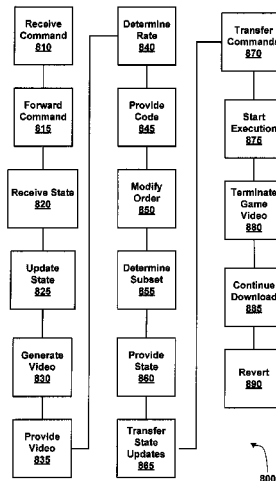 Receive
Command
810
Forward
Command
815
Receive State
820
Update
State
825
Generate
Video
830
Provide
Video
835
Determine
Rate
840
Provide
Code
845
Modify
Order
850
Determine
Subset
855
Provide
State
860
Transfer
State
Updates
865
Transfer
Commands
870
Start
Execution
875
Terminate
Game
Video
880
Continue
Download
885
Revert
890
800